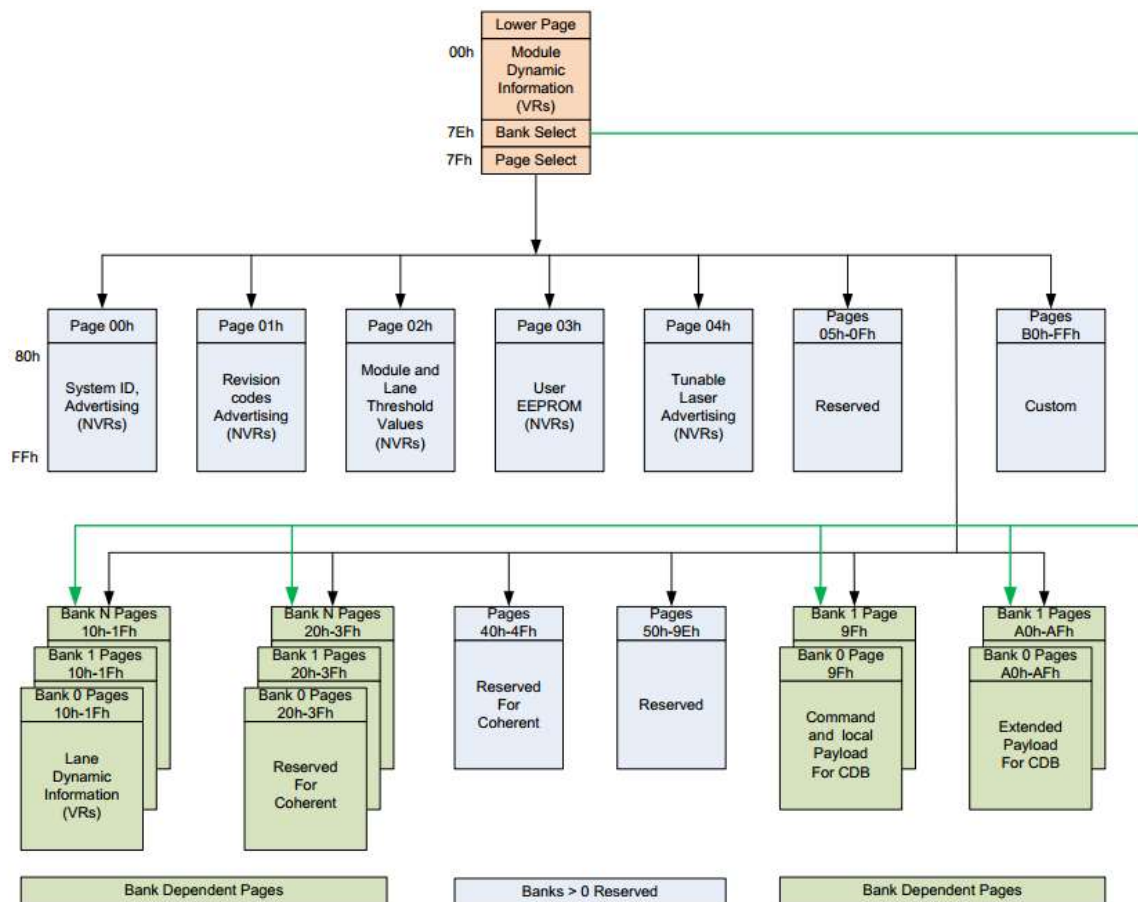 Lower Page
00h
Module
Dynamic
Information
(VRs)
7Eh
Bank Select
7Fh
Page Select
Page 00h
80h
System ID,
Advertising
(NVRs)
FFh
Page 01h
Revision
codes
Advertising
(NVRs)
Page 02h
Module and
Lane
Threshold
Values
(NVRs)
Page 03h
User
EEPROM
(NVRs)
Page 04h
Tunable
Laser
Advertising
(NVRs)
Pages
05h-0Fh
Reserved
Pages
B0h-FFh
Custom
Bank N Pages
10h-1Fh
Bank 1 Pages
10h-1Fh
Bank 0 Pages
10h-1Fh
Lane
Dynamic
Information
(VRs)
Bank N Pages
20h-3Fh
Bank 1 Pages
20h-3Fh
Bank 0 Pages
20h-3Fh
Reserved
For
Coherent
Pages
40h-4Fh
Reserved
For
Coherent
Pages
50h-9Eh
Reserved
Bank 1 Page
9Fh
Bank 0 Page
9Fh
Command
and local
Payload
For CDB
Bank 1 Pages
A0h-AFh
Bank 0 Pages
A0h-AFh
Extended
Payload
For CDB
Bank Dependent Pages
Banks > 0 Reserved
Bank Dependent Pages